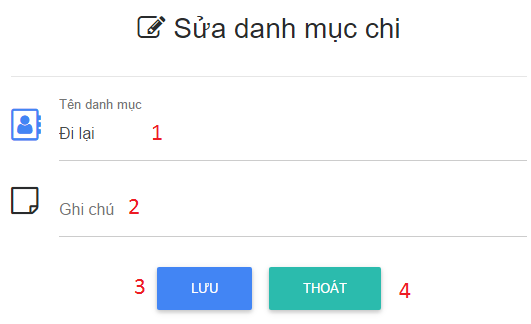 Sửa danh mục chi
Tên danh mục
Đi lại 1
Ghi chú 2
3 LƯU THOÁT 4